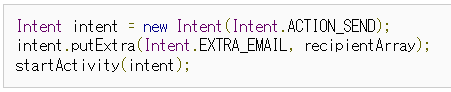 Intent intent = new Intent(Intent.ACTION_SEND);
intent.putExtra(Intent.EXTRA_EMAIL, recipientArray);
startActivity(intent);